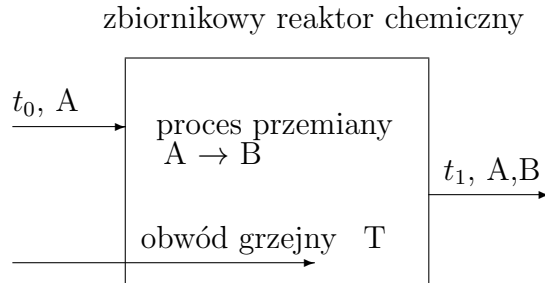 zbiornikowy reaktor chemiczny
t₀, A
proces przemiany
A → B
t₁, A,B
obwód grzejny T